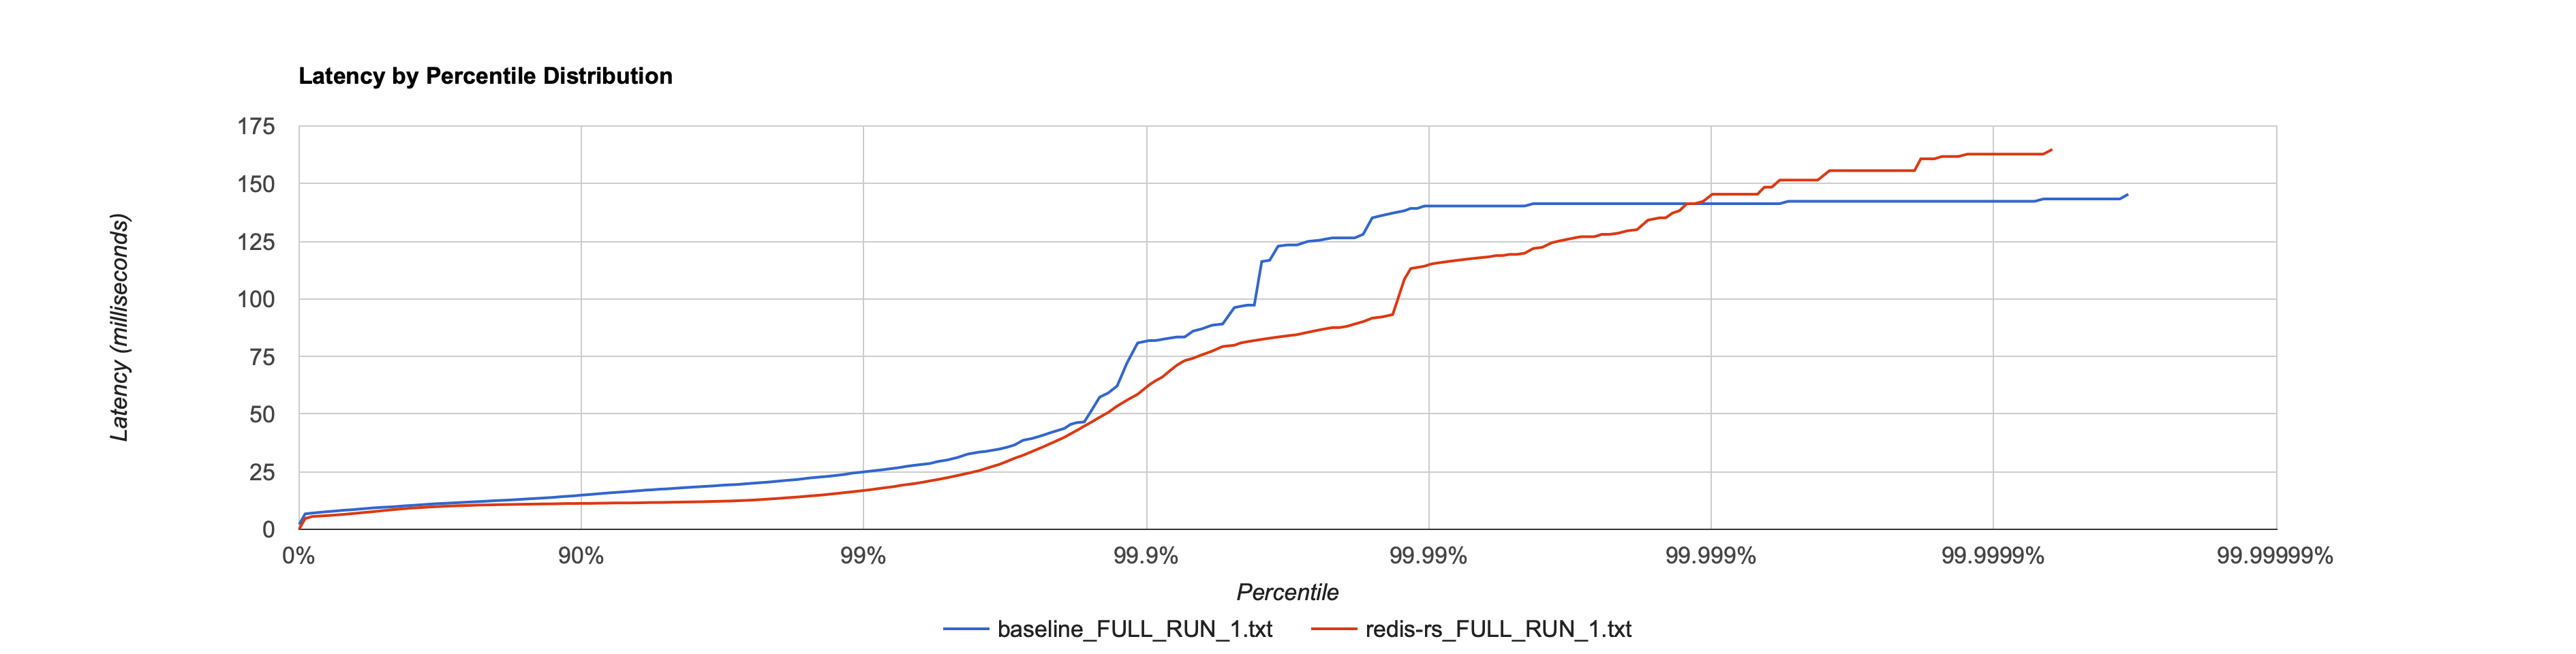 Latency by Percentile Distribution
Latency (milliseconds)
175
150
125
100
75
50
25
0
0% 90% 99% 99.9% 99.99% 99.999% 99.9999% 99.99999%
Percentile
baseline_FULL_RUN_1.txt redis-rs_FULL_RUN_1.txt